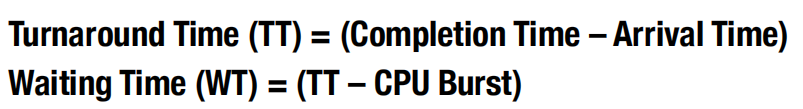 Turnaround Time (TT) = (Completion Time – Arrival Time)
Waiting Time (WT) = (TT – CPU Burst)